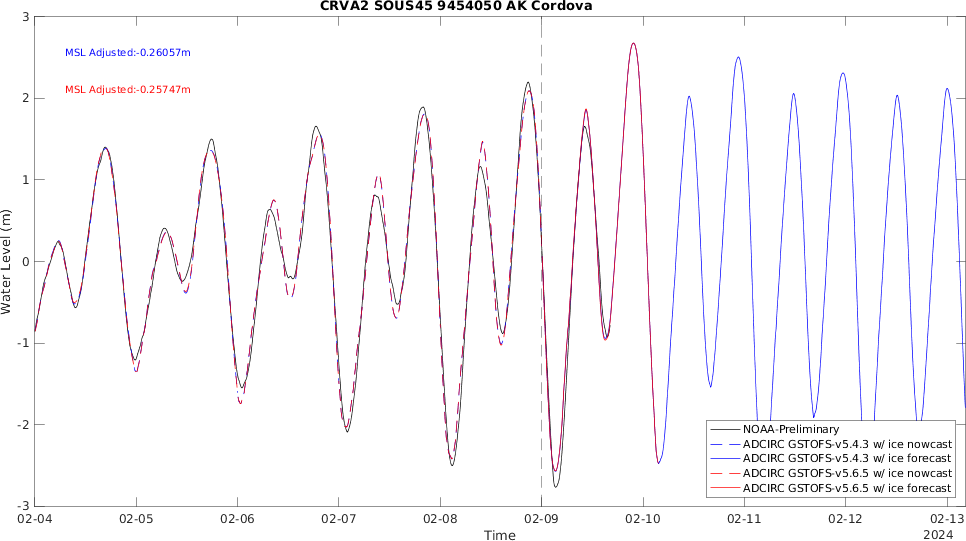 CRVA2 SOUS45 9454050 AK Cordova
MSL Adjusted:-0.26057m
MSL Adjusted:-0.25747m
Water Level (m)
3
2
1
0
-1
-2
-3
NOAA-Preliminary
ADCIRC GSTOFS-v5.4.3 w/ ice nowcast
ADCIRC GSTOFS-v5.4.3 w/ ice forecast
ADCIRC GSTOFS-v5.6.5 w/ ice nowcast
ADCIRC GSTOFS-v5.6.5 w/ ice forecast
02-04 02-05 02-06 02-07 02-08 02-09 02-10 02-11 02-12 02-13
Time
2024